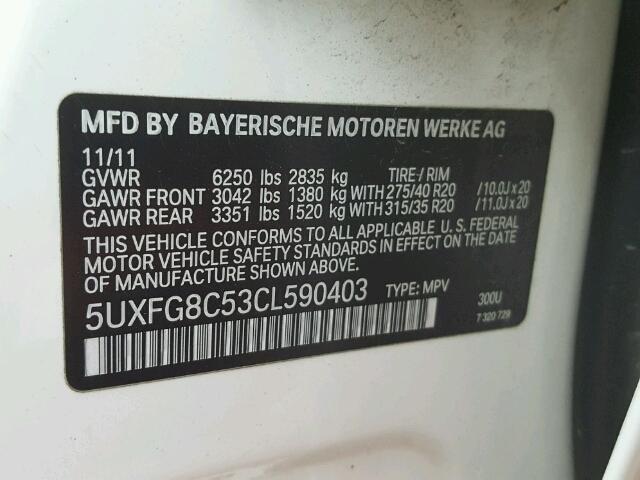 MFD BY BAYERISCHE MOTOREN WERKE AG
11/11
GVWR 6250 lbs 2835 kg TIRE/ RIM
GAWR FRONT 3042 lbs 1380 kg WITH 275/40 R20 /10.0J x 20
GAWR REAR 3351 lbs 1520 kg WITH 315/35 R20 /11.0J x 20
THIS VEHICLE CONFORMS TO ALL APPLICABLE U. S. FEDERAL
MOTOR VEHICLE SAFETY STANDARDS IN EFFECT ON THE DATE
OF MANUFACTURE SHOWN ABOVE.
5UXFG8C53CL590403 TYPE: MPV 300U
7 320 729